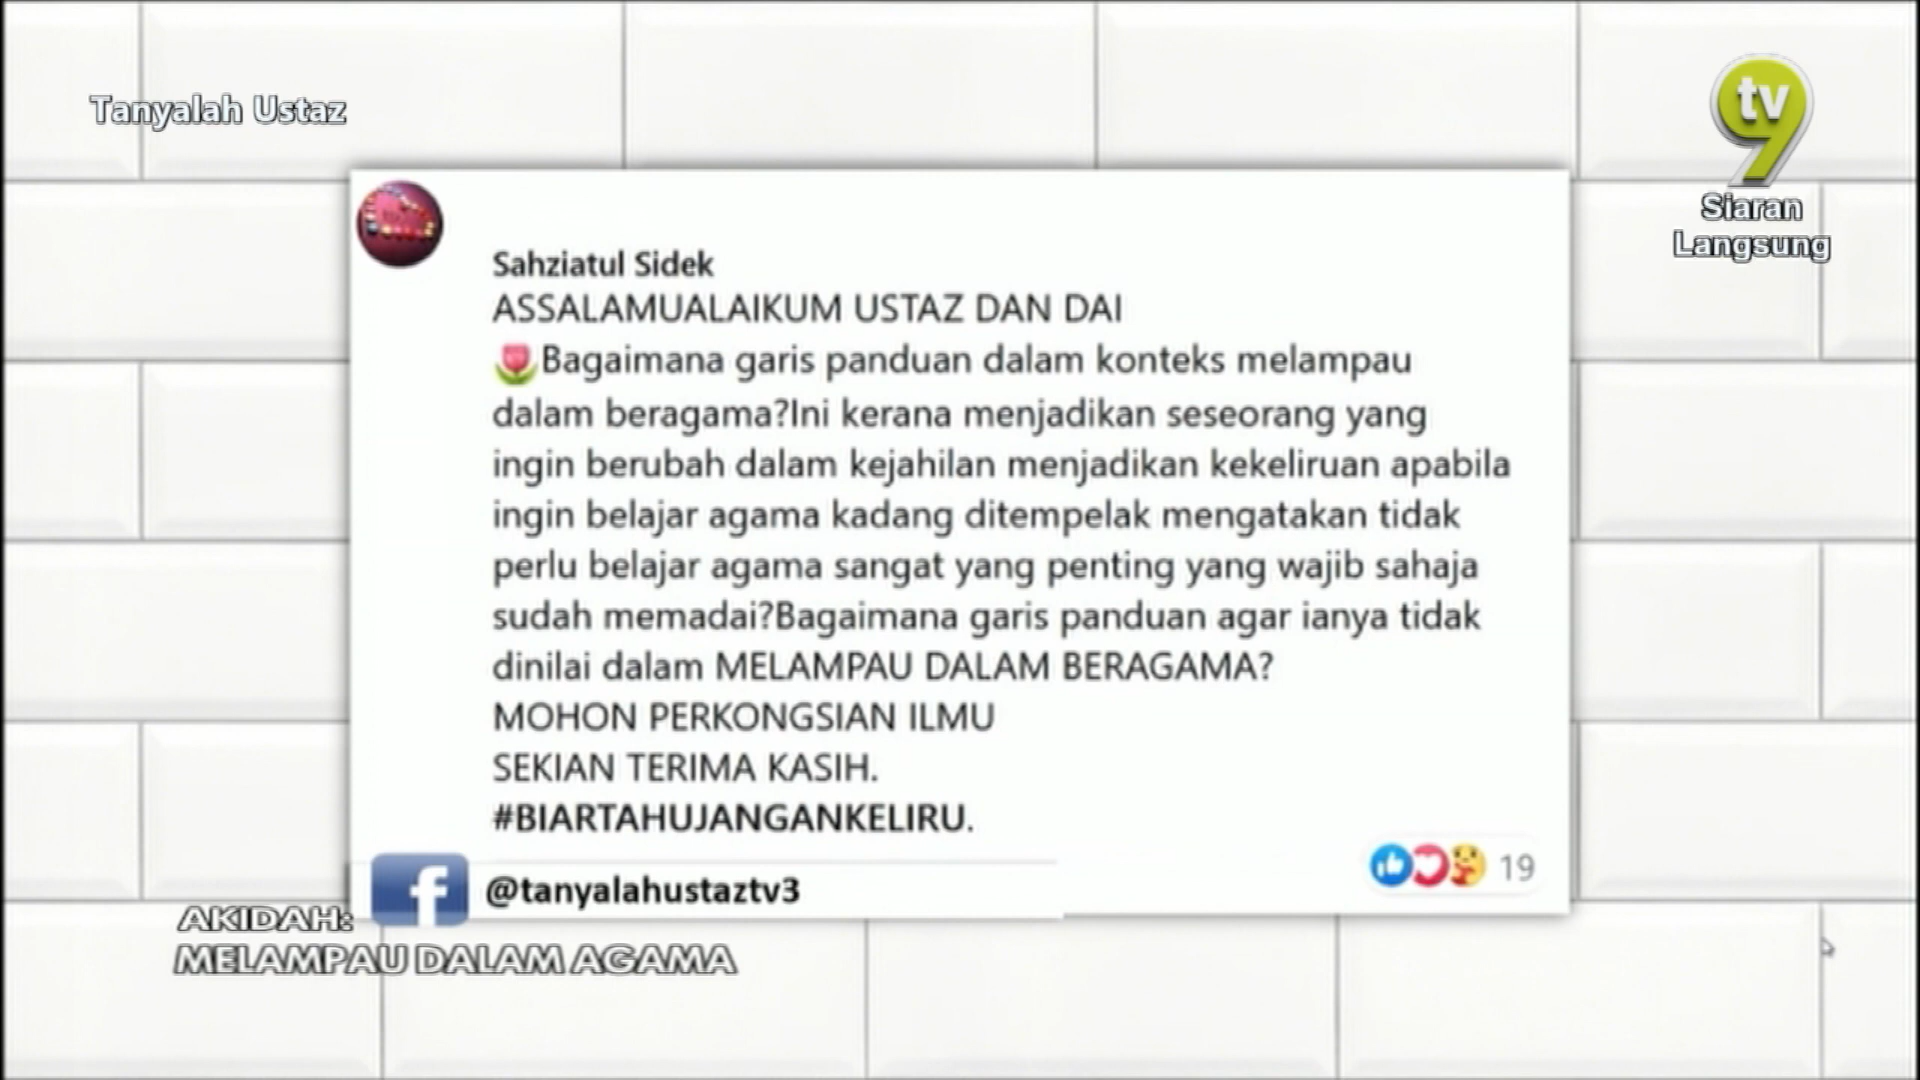 Tanyalah Ustaz
tv9
Siaran
Langsung
Sahziatul Sidek
ASSALAMUALAIKUM USTAZ DAN DAI
🌷Bagaimana garis panduan dalam konteks melampau
dalam beragama?Ini kerana menjadikan seseorang yang
ingin berubah dalam kejahilan menjadikan kekeliruan apabila
ingin belajar agama kadang ditempelak mengatakan tidak
perlu belajar agama sangat yang penting yang wajib sahaja
sudah memadai?Bagaimana garis panduan agar ianya tidak
dinilai dalam MELAMPAU DALAM BERAGAMA?
MOHON PERKONGSIAN ILMU
SEKIAN TERIMA KASIH.
#BIARTAHUJANGANKELIRU.
19
f @tanyalahustaztv3
AKIDAH:
MELAMPAU DALAM AGAMA